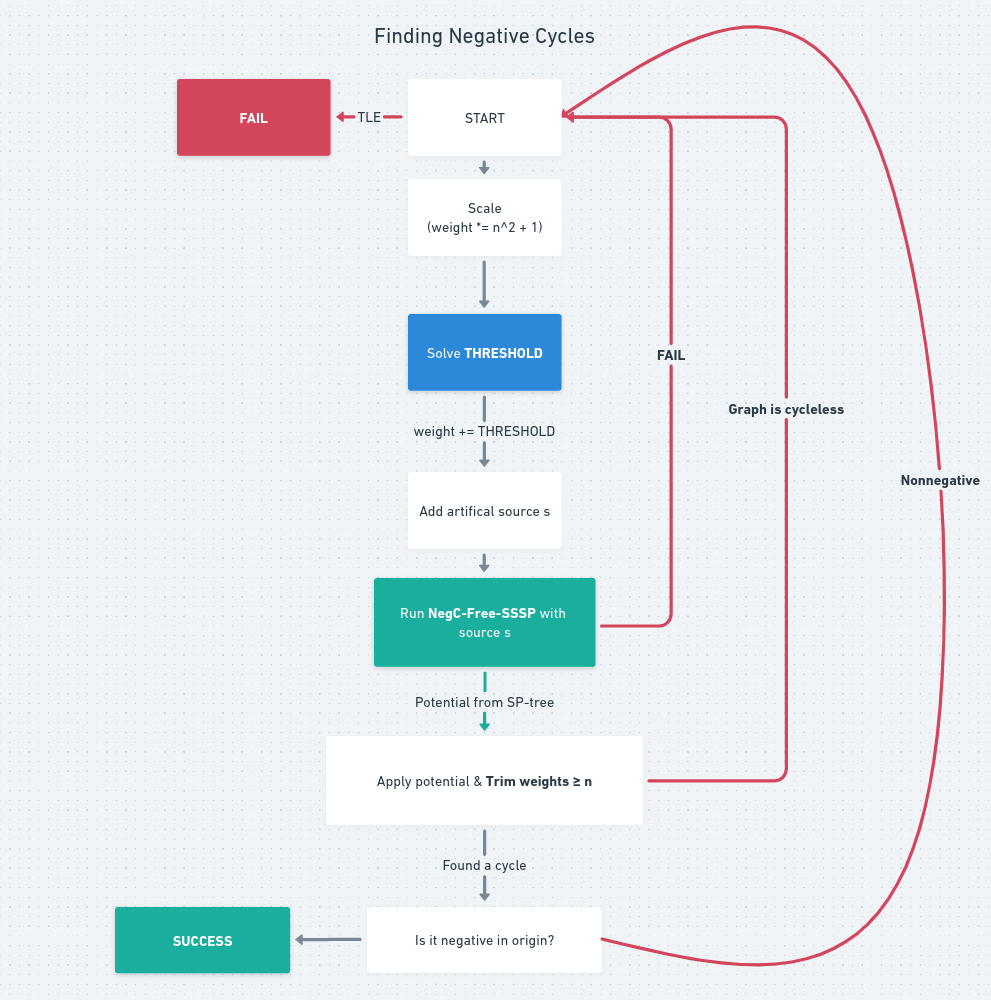 Finding Negative Cycles
FAIL
TLE
START
Scale
(weight *= n^2 + 1)
Solve THRESHOLD
FAIL
Graph is cycleless
weight += THRESHOLD
Nonnegative
Add artifical source s
Run NegC-Free-SSSP with
source s
Potential from SP-tree
Apply potential & Trim weights ≥ n
Found a cycle
SUCCESS
Is it negative in origin?